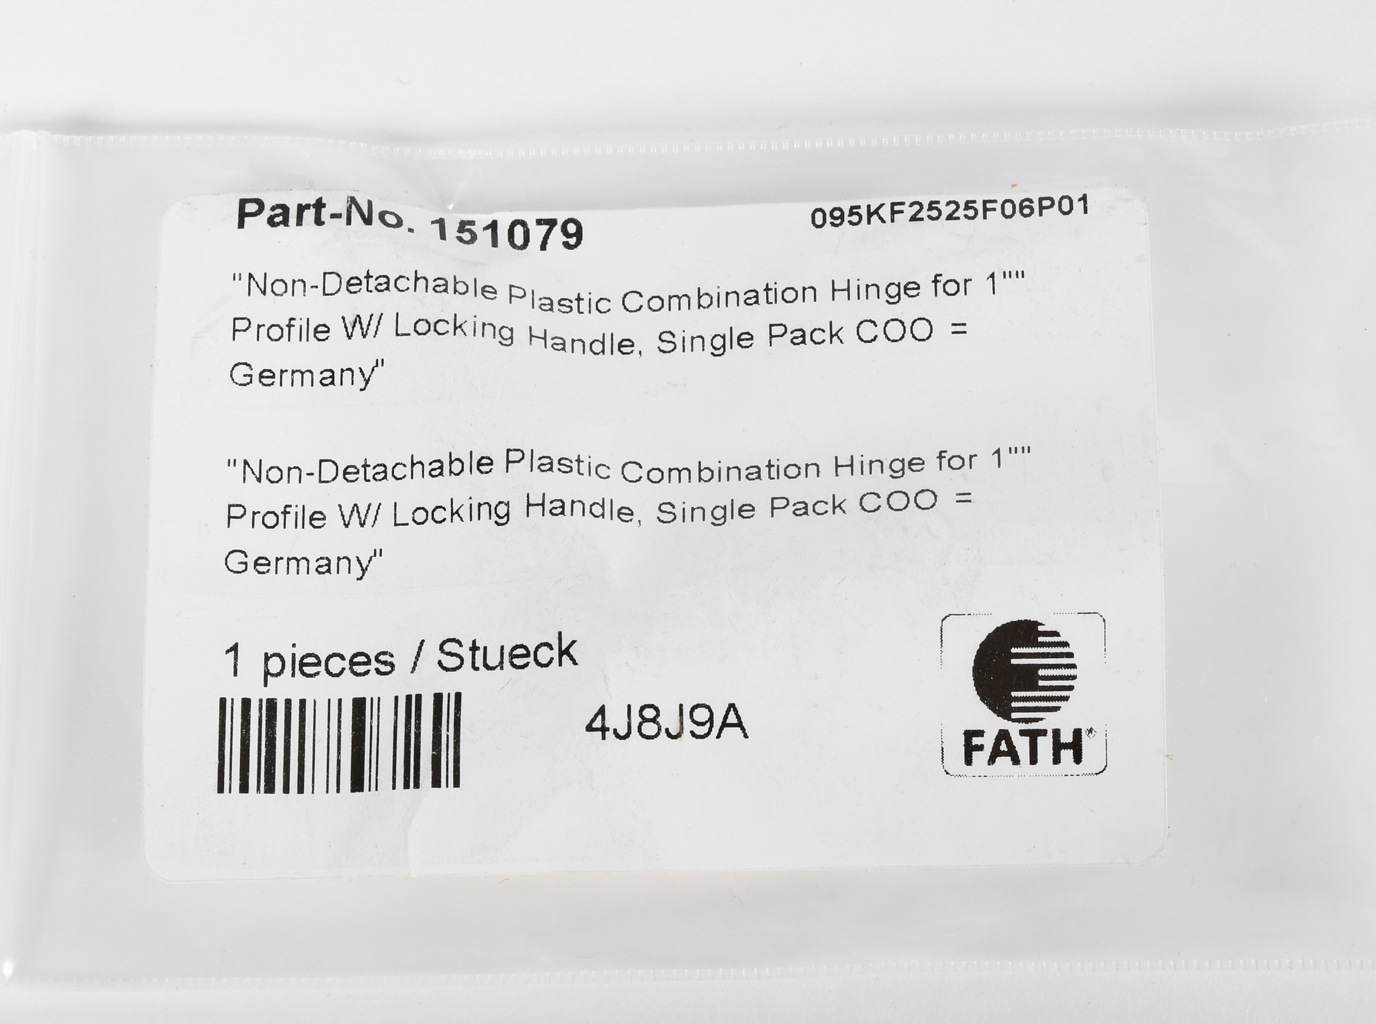 Part-No. 151079
095KF2525F06P01
"Non-Detachable Plastic Combination Hinge for 1""
Profile W/ Locking Handle, Single Pack COO =
Germany"
"Non-Detachable Plastic Combination Hinge for 1""
Profile W/ Locking Handle, Single Pack COO =
Germany"
1 pieces / Stueck
4J8J9A
FATH®